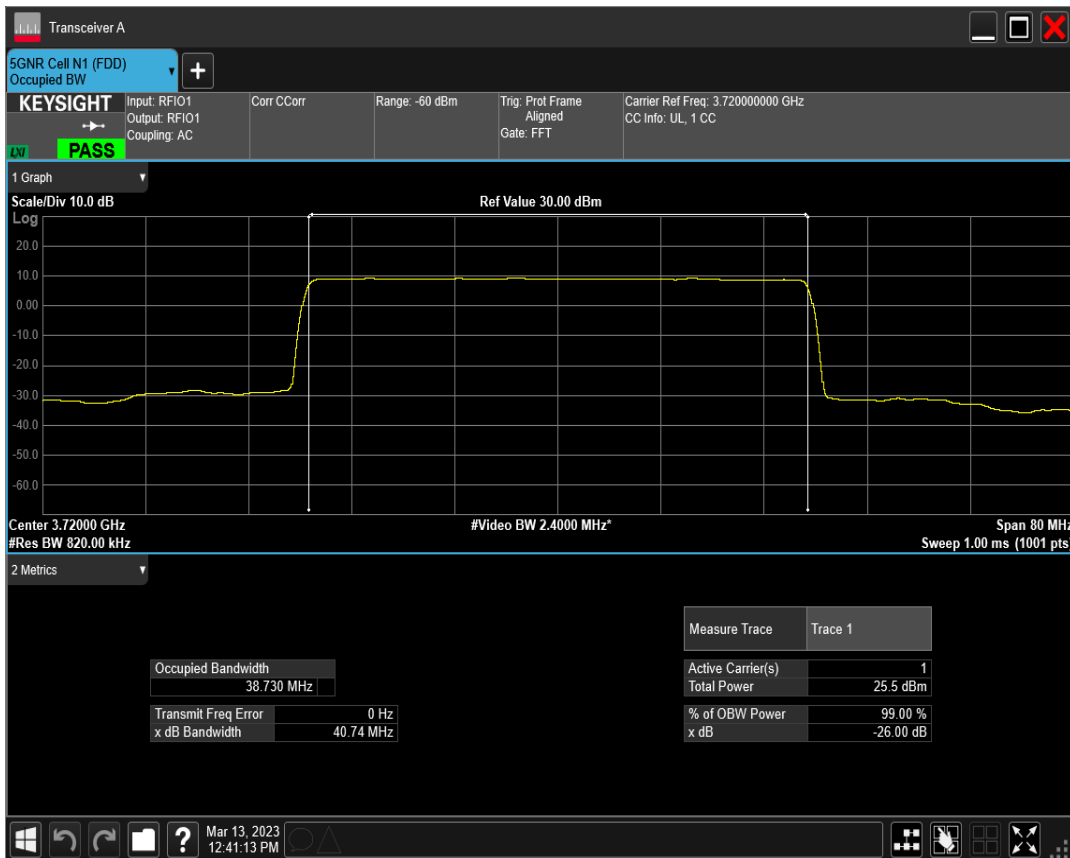 Transceiver A
5GNR Cell N1 (FDD)
Occupied BW
+
KEYSIGHT
LXI
PASS
Input: RFIO1
Output: RFIO1
Coupling: AC
Corr CCorr
Range: -60 dBm
Trig: Prot Frame
Aligned
Gate: FFT
Carrier Ref Freq: 3.720000000 GHz
CC Info: UL, 1 CC
1 Graph
Scale/Div 10.0 dB
Ref Value 30.00 dBm
Log
20.0
10.0
0.00
-10.0
-20.0
-30.0
-40.0
-50.0
-60.0
Center 3.72000 GHz
#Video BW 2.4000 MHz*
Span 80 MHz
#Res BW 820.00 kHz
Sweep 1.00 ms (1001 pts)
2 Metrics
Measure Trace Trace 1
Occupied Bandwidth
38.730 MHz
Active Carrier(s) 1
Total Power 25.5 dBm
Transmit Freq Error 0 Hz
x dB Bandwidth 40.74 MHz
% of OBW Power 99.00 %
x dB -26.00 dB
?
Mar 13, 2023
12:41:13 PM